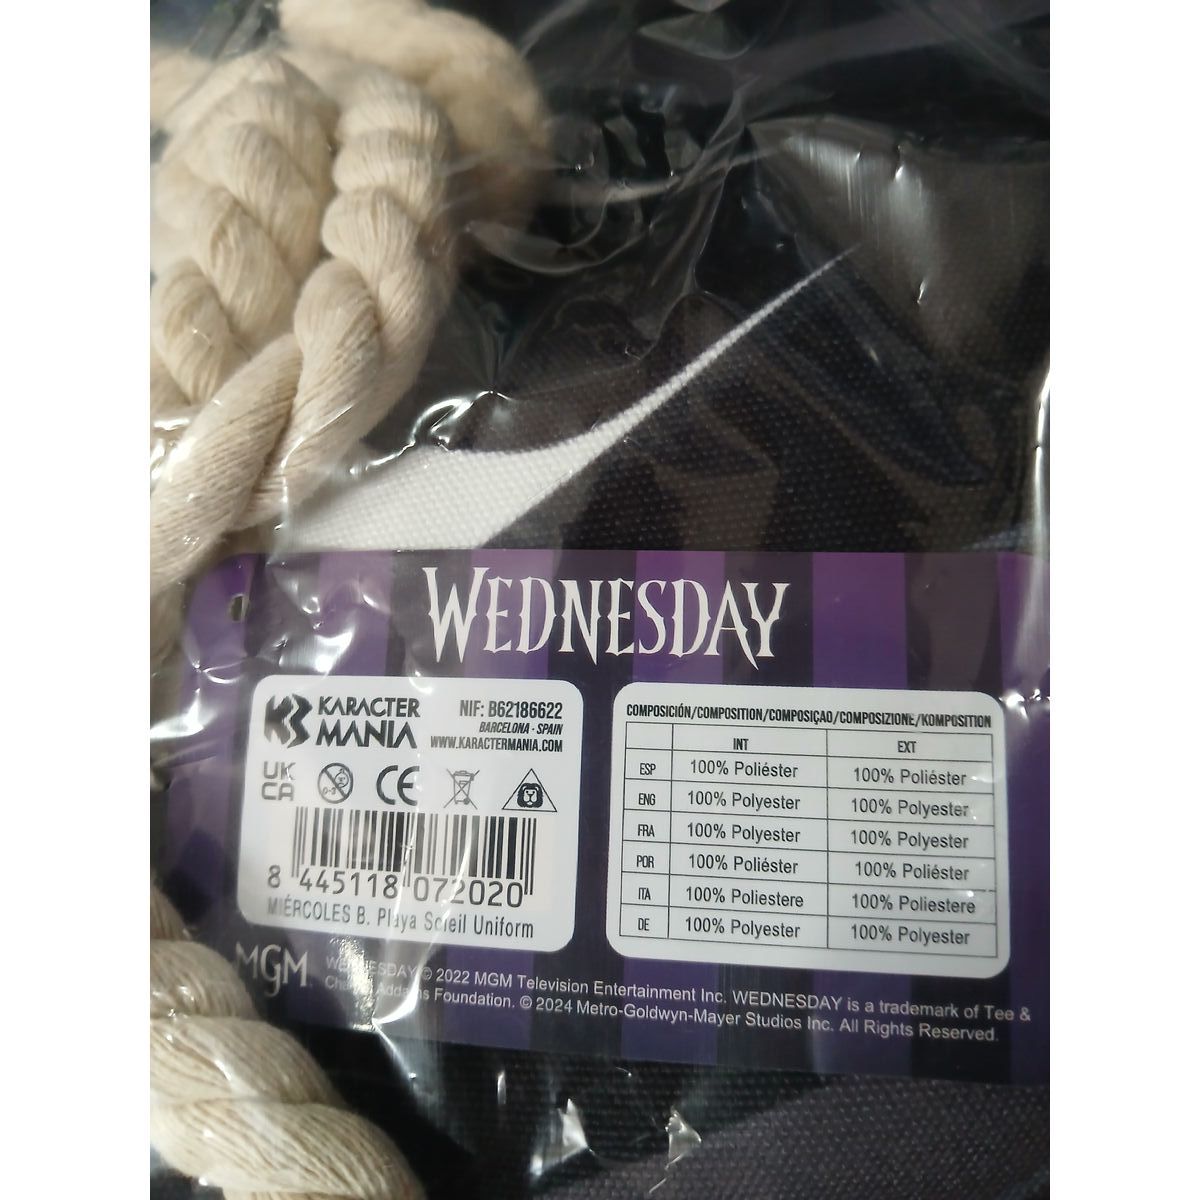 WEDNESDAY
KARACTER
MANIA
NIF: B62186622
BARCELONA - SPAIN
WWW.KARACTERMANIA.COM
UK
CA
0-3
CE
8 445118 072020
MIÉRCOLES B. Playa Soleil Uniform
COMPOSICIÓN/COMPOSITION/COMPOSIÇAO/COMPOSIZIONE/KOMPOSITION
INT EXT
ESP 100% Poliéster 100% Poliéster
ENG 100% Polyester 100% Polyester
FRA 100% Polyester 100% Polyester
POR 100% Poliéster 100% Poliéster
ITA 100% Poliestere 100% Poliestere
DE 100% Polyester 100% Polyester
MGM
WEDNESDAY © 2022 MGM Television Entertainment Inc. WEDNESDAY is a trademark of Tee &
Charles Addams Foundation. © 2024 Metro-Goldwyn-Mayer Studios Inc. All Rights Reserved.